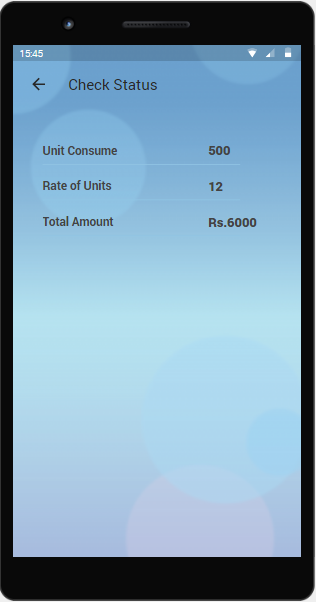 15:45
Check Status
Unit Consume 500
Rate of Units 12
Total Amount Rs.6000